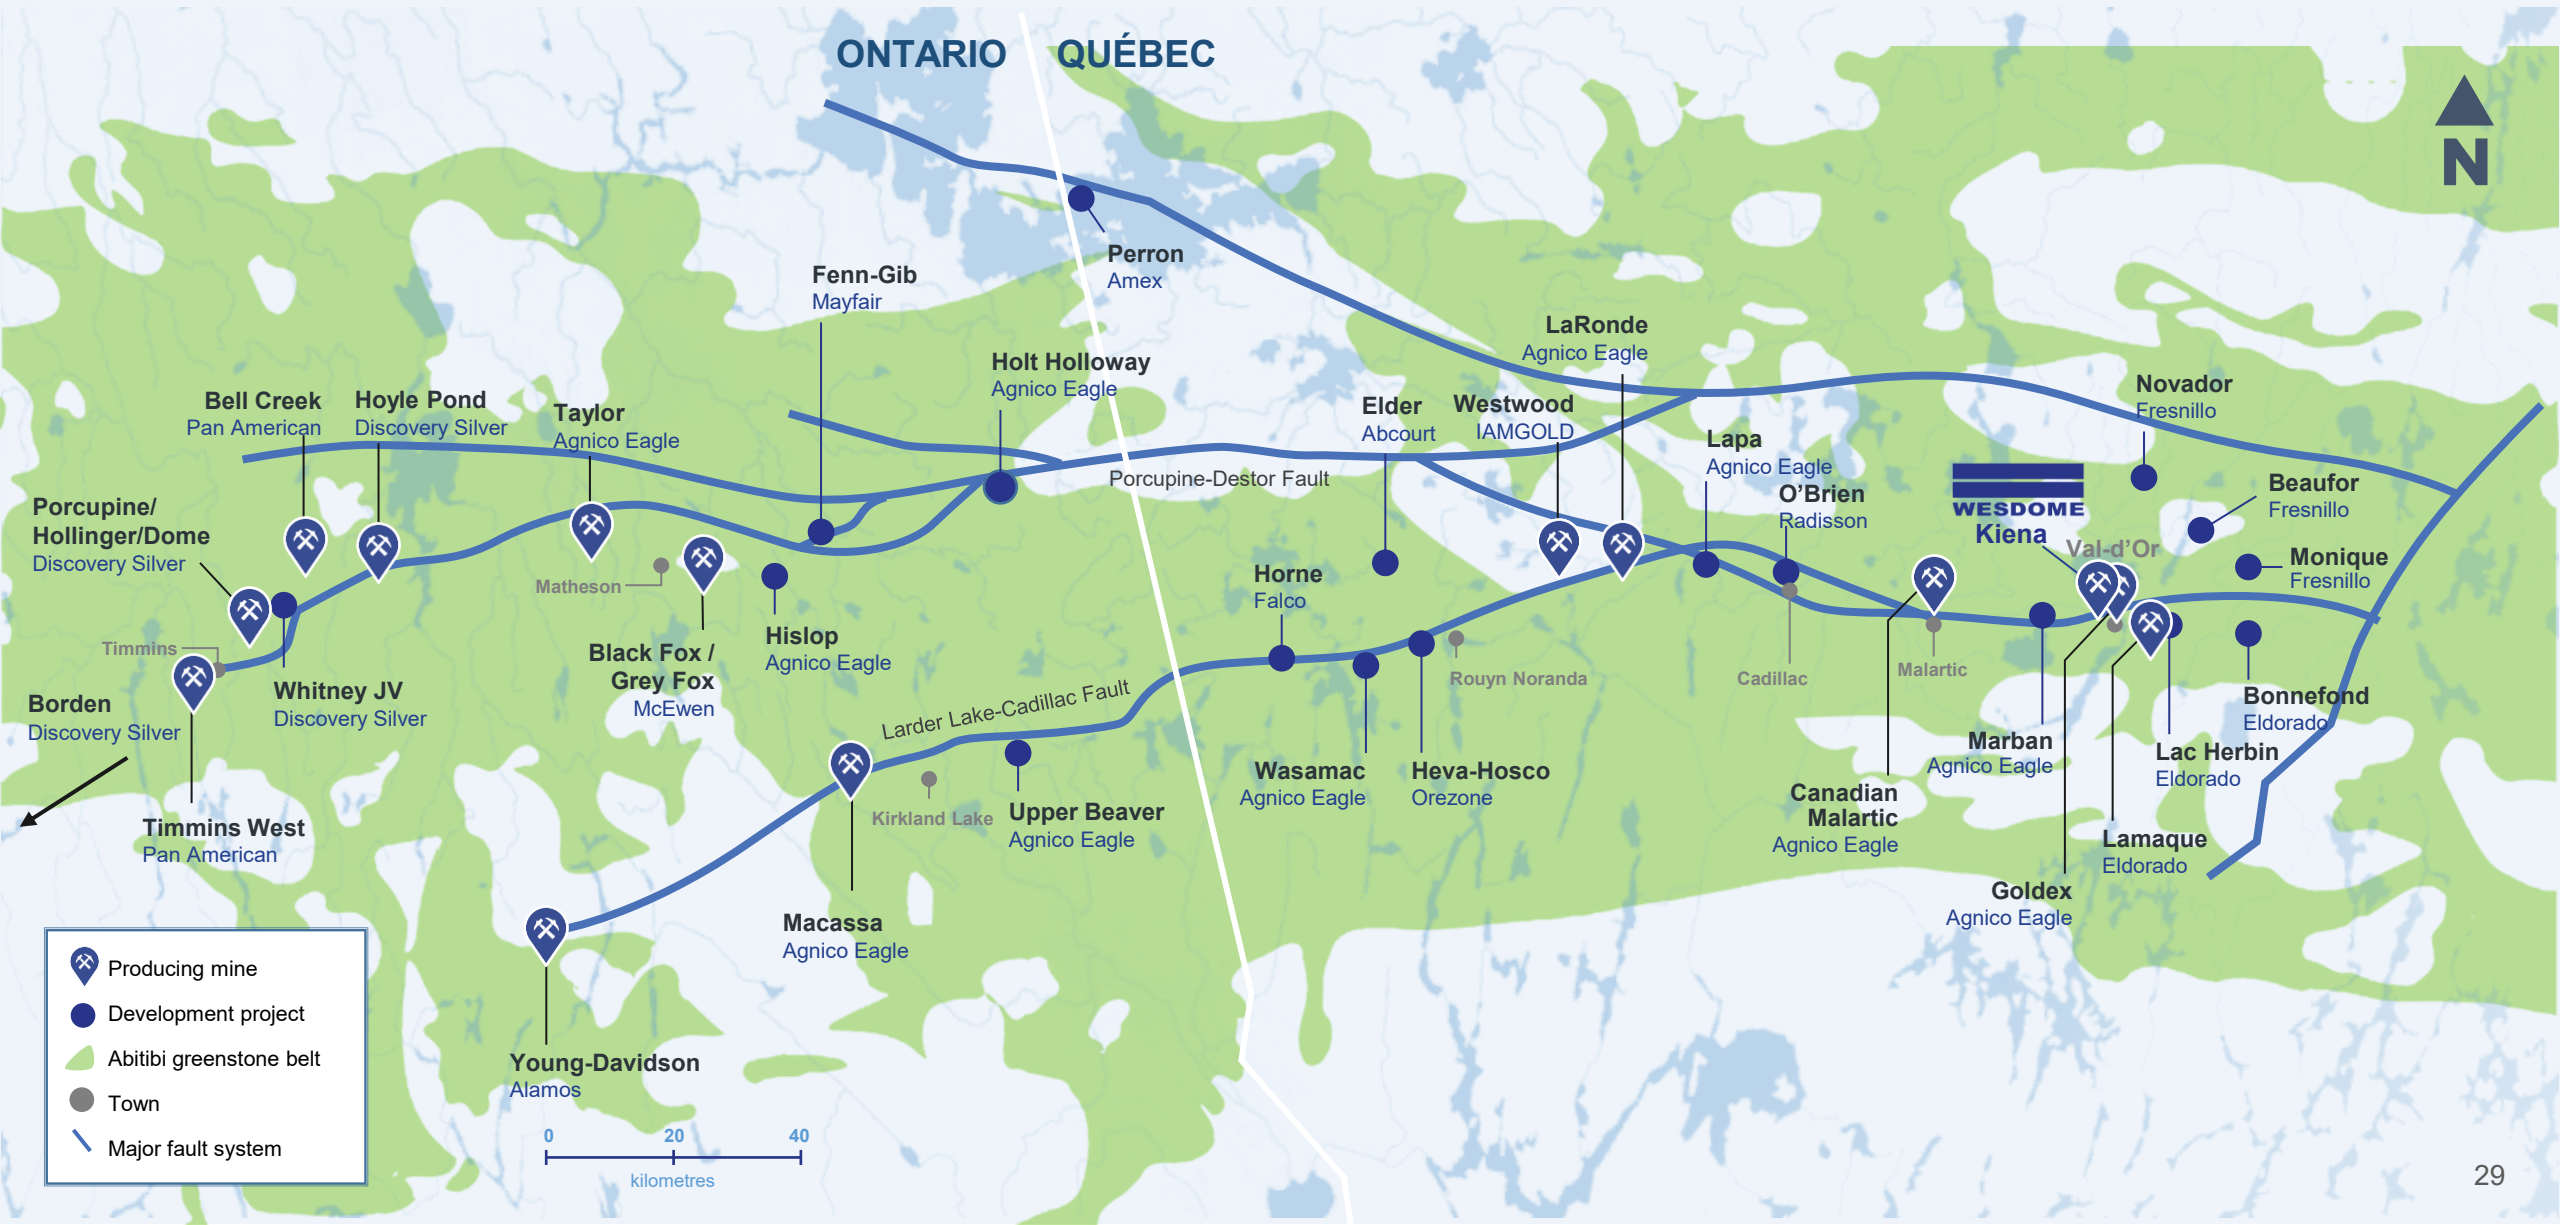 ONTARIO
QUÉBEC
N
Perron
Amex
Fenn-Gib
Mayfair
Holt Holloway
Agnico Eagle
LaRonde
Agnico Eagle
Bell Creek
Pan American
Hoyle Pond
Discovery Silver
Taylor
Agnico Eagle
Elder
Abcourt
Westwood
IAMGOLD
Novador
Fresnillo
Lapa
Agnico Eagle
O'Brien
Radisson
Porcupine-Destor Fault
WESDOME
Kiena
Val-d'Or
Beaufor
Fresnillo
Monique
Fresnillo
Porcupine/
Hollinger/Dome
Discovery Silver
Matheson
Horne
Falco
Timmins
Borden
Discovery Silver
Whitney JV
Discovery Silver
Black Fox /
Grey Fox
McEwen
Hislop
Agnico Eagle
Larder Lake-Cadillac Fault
Rouyn Noranda
Cadillac
Malartic
Bonnefond
Eldorado
Marban
Agnico Eagle
Lac Herbin
Eldorado
Wasamac
Agnico Eagle
Heva-Hosco
Orezone
Canadian
Malartic
Agnico Eagle
Kirkland Lake
Upper Beaver
Agnico Eagle
Timmins West
Pan American
Lamaque
Eldorado
Goldex
Agnico Eagle
Macassa
Agnico Eagle
Young-Davidson
Alamos
Producing mine
Development project
Abitibi greenstone belt
Town
Major fault system
0 20 40
kilometres
29